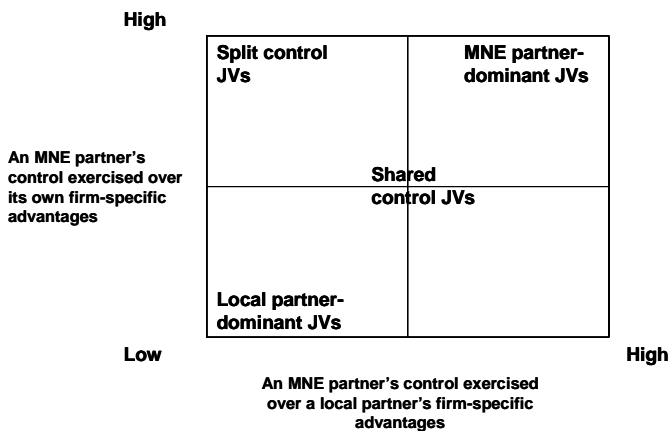 High
Split control
JVs
MNE partner-
dominant JVs
An MNE partner's
control exercised over
its own firm-specific
advantages
Shared
control JVs
Local partner-
dominant JVs
Low
High
An MNE partner's control exercised
over a local partner's firm-specific
advantages